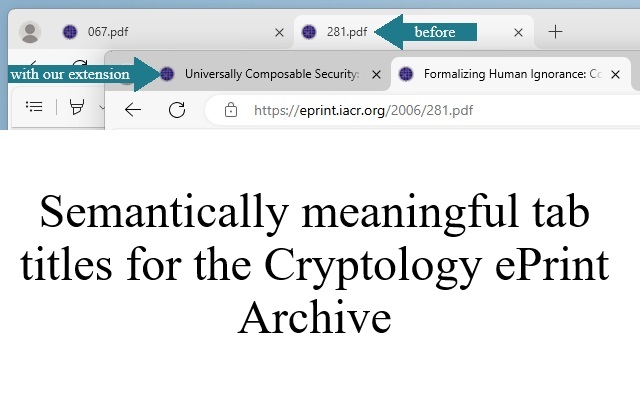 067.pdf
281.pdf
before
with our extension
Universally Composable Security:
Formalizing Human Ignorance: Co
https://eprint.iacr.org/2006/281.pdf
Semantically meaningful tab
titles for the Cryptology ePrint
Archive